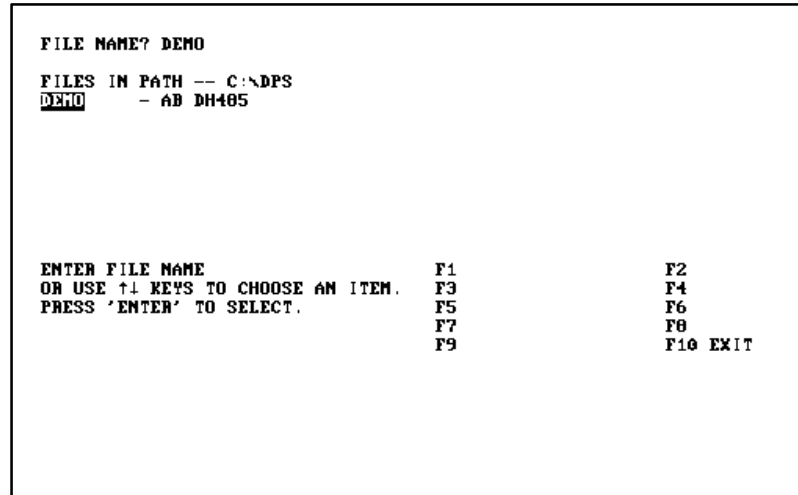 FILE NAME? DEMO
FILES IN PATH -- C:\DPS
DEMO - AB DH485
ENTER FILE NAME F1 F2
OR USE ↑↓ KEYS TO CHOOSE AN ITEM. F3 F4
PRESS 'ENTER' TO SELECT. F5 F6
F7 F8
F9 F10 EXIT